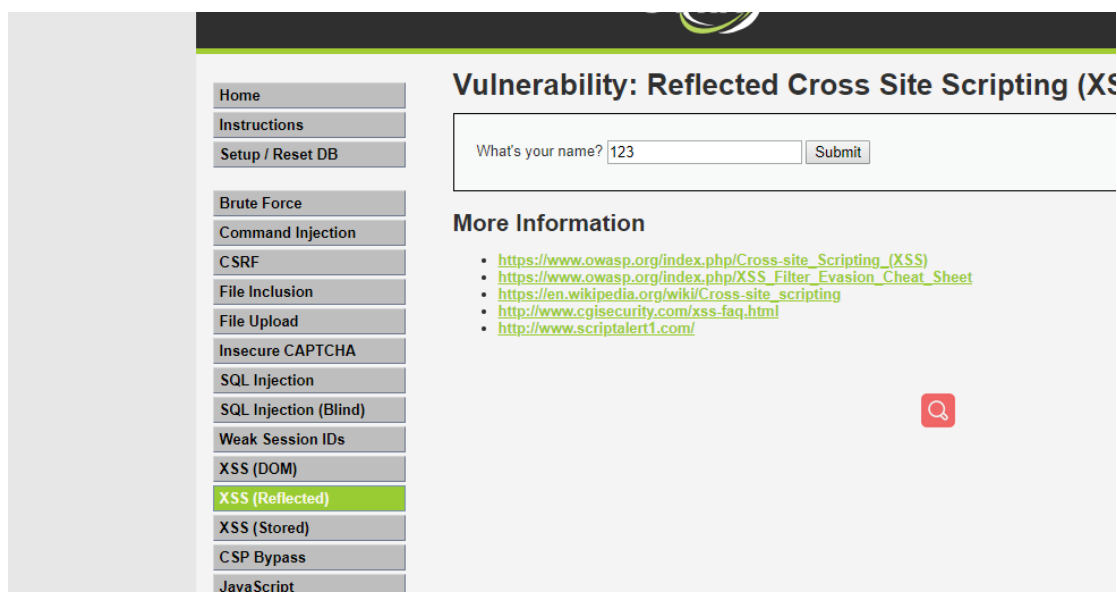 Home
Instructions
Setup / Reset DB
Brute Force
Command Injection
CSRF
File Inclusion
File Upload
Insecure CAPTCHA
SQL Injection
SQL Injection (Blind)
Weak Session IDs
XSS (DOM)
XSS (Reflected)
XSS (Stored)
CSP Bypass
JavaScript
Vulnerability: Reflected Cross Site Scripting (XS
What's your name? 123 Submit
More Information
https://www.owasp.org/index.php/Cross-site_Scripting_(XSS)
https://www.owasp.org/index.php/XSS_Filter_Evasion_Cheat_Sheet
https://en.wikipedia.org/wiki/Cross-site_scripting
http://www.cgisecurity.com/xss-faq.html
http://www.scriptalert1.com/